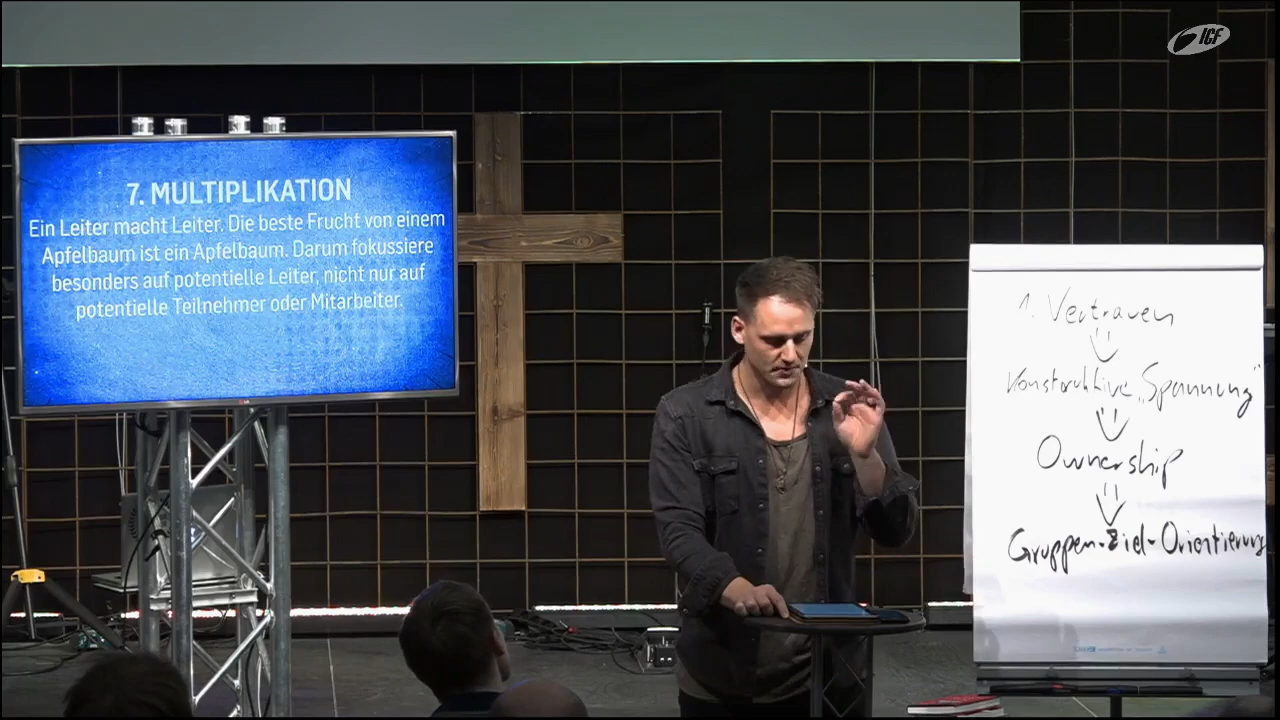 ICF
7. MULTIPLIKATION
Ein Leiter macht Leiter. Die beste Frucht von einem
Apfelbaum ist ein Apfelbaum. Darum fokussiere
besonders auf potentielle Leiter, nicht nur auf
potentielle Teilnehmer oder Mitarbeiter.
1. Vertrauen
Konstruktive „Spannung"
Ownership
Gruppen-Ziel-Orientierung